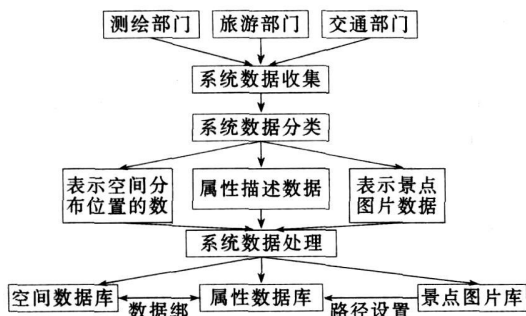 测绘部门 旅游部门 交通部门
系统数据收集
系统数据分类
表示空间分
布位置的数
属性描述数据
表示景点
图片数据
系统数据处理
空间数据库 数据绑 属性数据库 路径设置 景点图片库